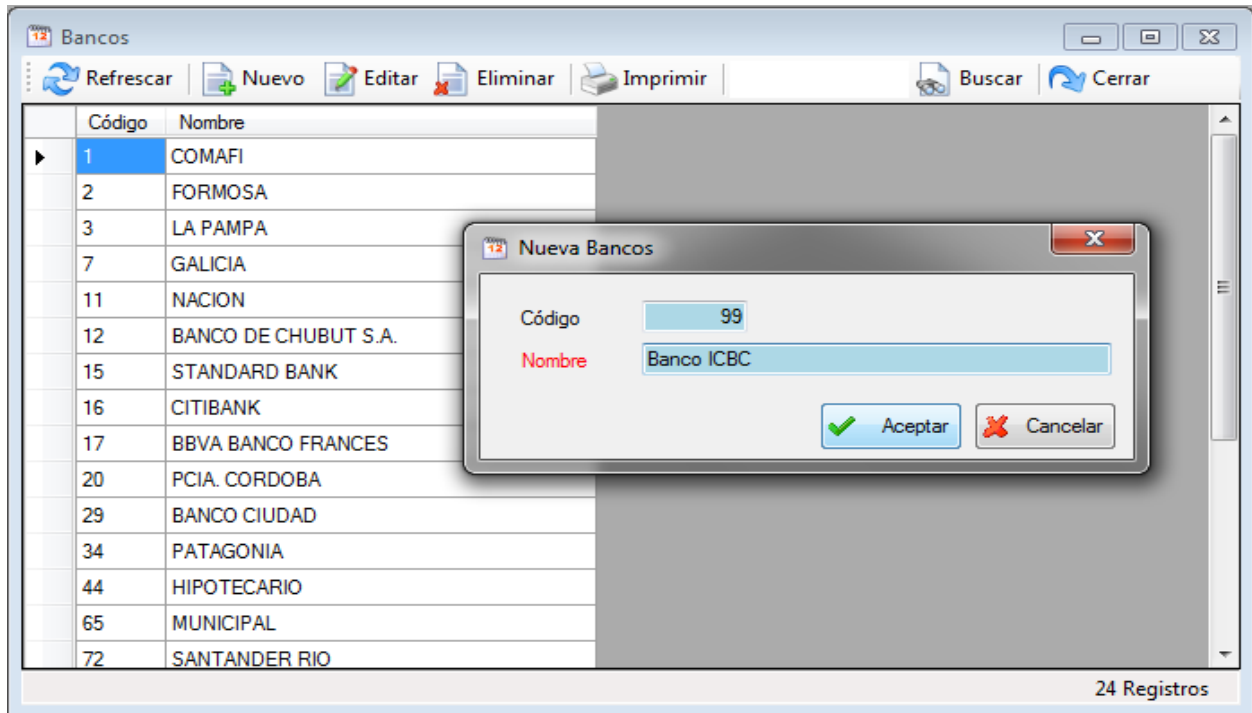 Bancos
Refrescar Nuevo Editar Eliminar Imprimir Buscar Cerrar
Código Nombre
1 COMAFI
2 FORMOSA
3 LA PAMPA
7 GALICIA
11 NACION
12 BANCO DE CHUBUT S.A.
15 STANDARD BANK
16 CITIBANK
17 BBVA BANCO FRANCES
20 PCIA. CORDOBA
29 BANCO CIUDAD
34 PATAGONIA
44 HIPOTECARIO
65 MUNICIPAL
72 SANTANDER RIO
24 Registros
Nueva Bancos
Código 99
Nombre Banco ICBC
Aceptar Cancelar